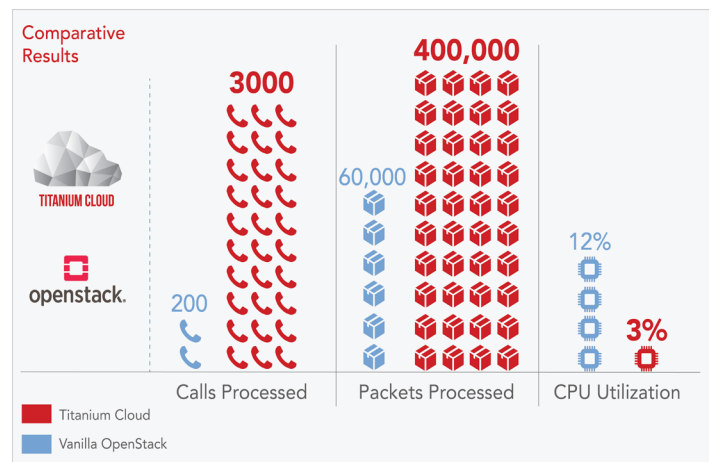 Comparative
Results
400,000
3000
60,000
TITANIUM CLOUD
12%
openstack.
200
3%
Calls Processed
Packets Processed
CPU Utilization
Titanium Cloud
Vanilla OpenStack